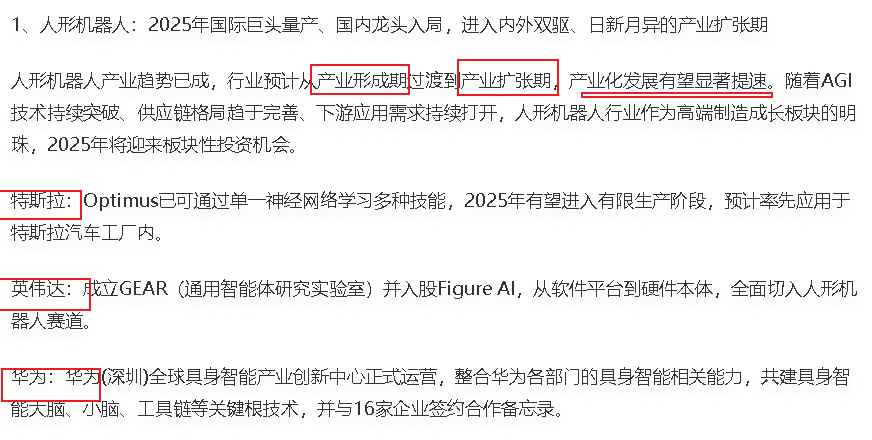 1、人形机器人：2025年国际巨头量产、国内龙头入局，进入内外双驱、日新月异的产业扩张期
人形机器人产业趋势已成，行业预计从产业形成期过渡到产业扩张期，产业化发展有望显著提速。随着AGI
技术持续突破、供应链格局趋于完善、下游应用需求持续打开，人形机器人行业作为高端制造成长板块的明
珠，2025年将迎来板块性投资机会。
特斯拉：Optimus已可通过单一神经网络学习多种技能，2025年有望进入有限生产阶段，预计率先应用于
特斯拉汽车工厂内。
英伟达：成立GEAR（通用智能体研究实验室）并入股Figure AI，从软件平台到硬件本体，全面切入人形机
器人赛道。
华为：华为(深圳)全球具身智能产业创新中心正式运营，整合华为各部门的具身智能相关能力，共建具身智
能大脑、小脑、工具链等关键根技术，并与16家企业签约合作备忘录。